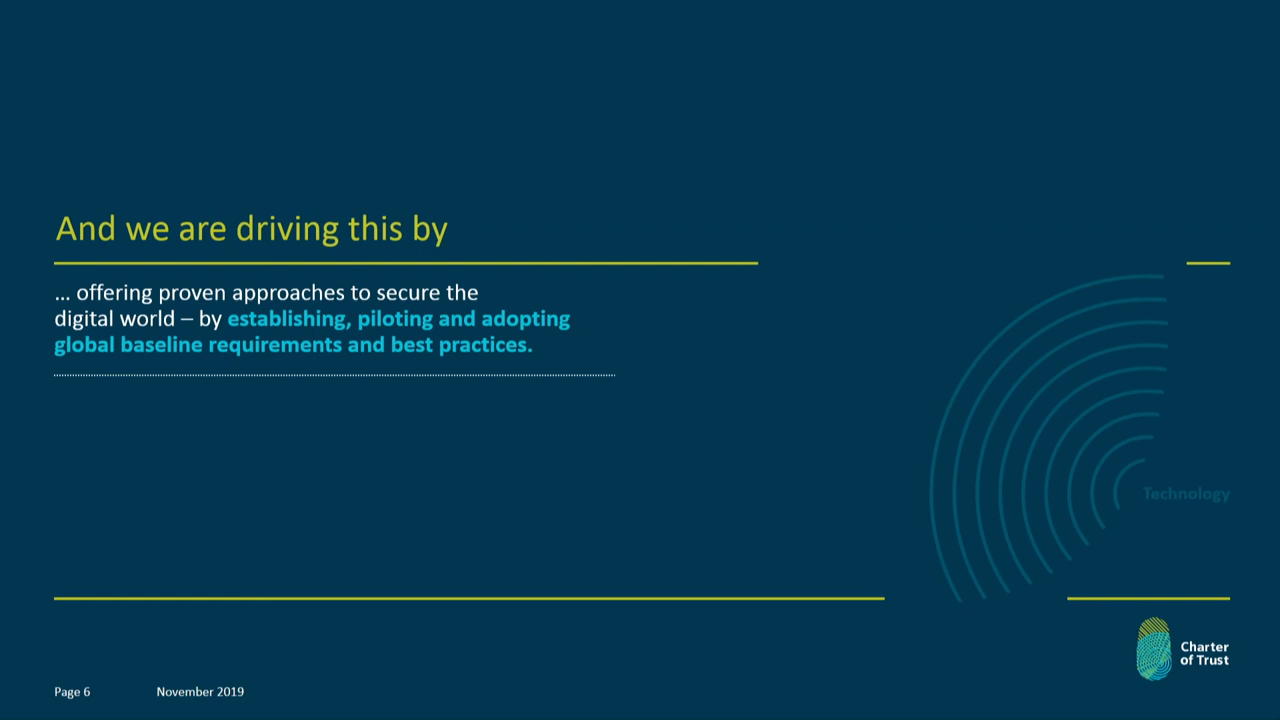 And we are driving this by
... offering proven approaches to secure the
digital world – by establishing, piloting and adopting
global baseline requirements and best practices.
Technology
Charter
of Trust
Page 6 November 2019